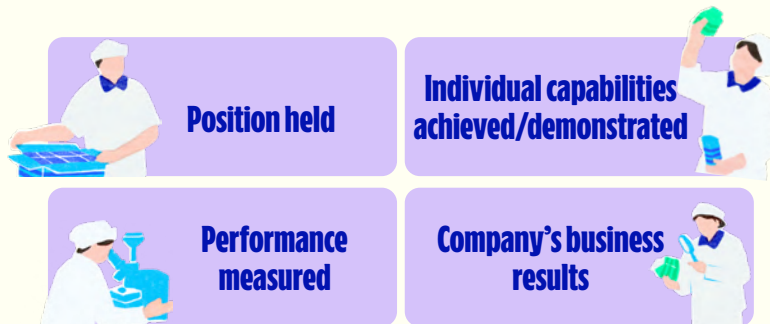 Position held
Individual capabilities
achieved/demonstrated
Performance
measured
Company’s business
results